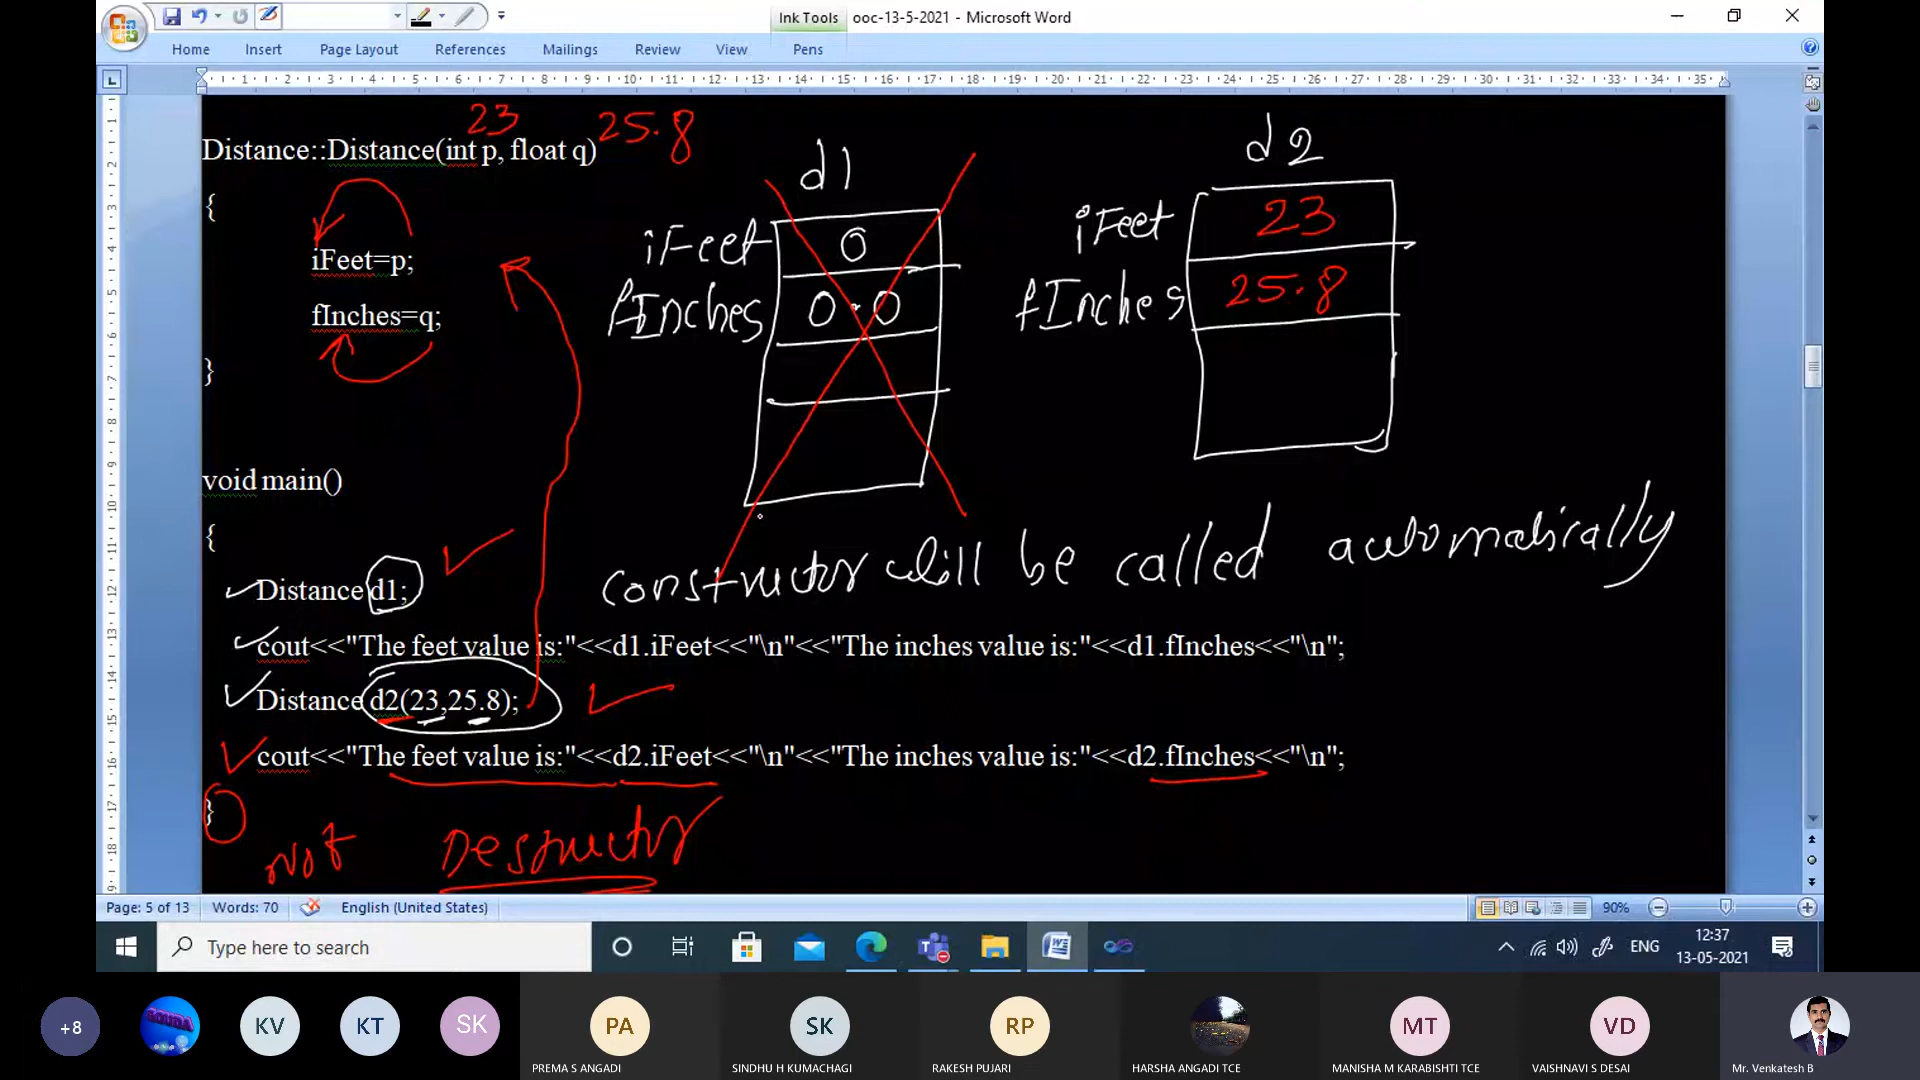 Ink Tools
ooc-13-5-2021 - Microsoft Word
Home
Insert
Page Layout
References
Mailings
Review
View
Pens
23
25.8
Distance::Distance(int p, float q)
{
iFeet=p;
fInches=q;
}
d1
iFeet
0
fInches
0.0
d2
iFeet
23
fInches
25.8
void main()
{
constructor will be called automatically
Distance d1;
cout<<"The feet value is:"<<d1.iFeet<<"\n"<<"The inches value is:"<<d1.fInches<<"\n";
Distance d2(23,25.8);
cout<<"The feet value is:"<<d2.iFeet<<"\n"<<"The inches value is:"<<d2.fInches<<"\n";
}
Not Destructor
Page: 5 of 13
Words: 70
English (United States)
90%
Type here to search
ENG
12:37
13-05-2021
+8
GOUDA
KV
KT
SK
PA
SK
RP
MT
VD
PREMA S ANGADI
SINDHU H KUMACHAGI
RAKESH PUJARI
HARSHA ANGADI TCE
MANISHA M KARABISHTI TCE
VAISHNAVI S DESAI
Mr. Venkatesh B